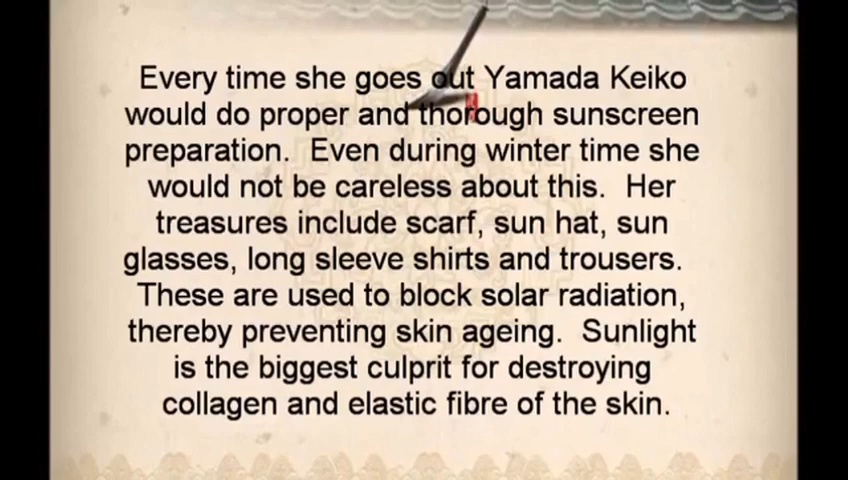 Every time she goes out Yamada Keiko
would do proper and thorough sunscreen
preparation.  Even during winter time she
would not be careless about this.  Her
treasures include scarf, sun hat, sun
glasses, long sleeve shirts and trousers.
These are used to block solar radiation,
thereby preventing skin ageing.  Sunlight
is the biggest culprit for destroying
collagen and elastic fibre of the skin.